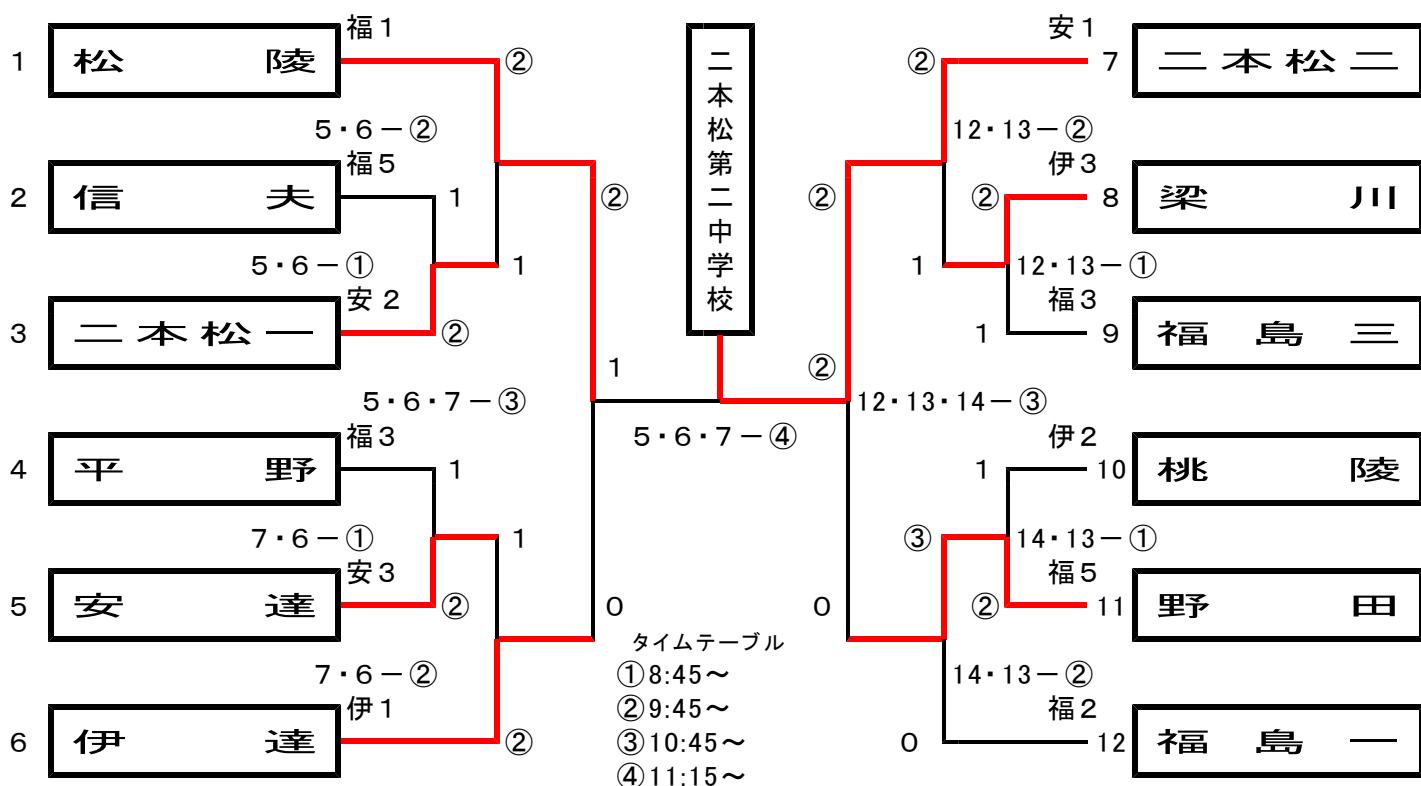 福1
1 松陵 ②
5・6－②
福5
2 信夫 1
5・6－① 1
安2
3 二本松一 ②
②
5・6・7－③
福3
4 平野 1
7・6－① 1
安3
5 安達 ②
7・6－②
伊1
6 伊達 ②
0
1
二本松第二中学校
②
5・6・7－④
タイムテーブル
①8:45～
②9:45～
③10:45～
④11:15～
安1
② 7 二本松二
12・13－②
伊3
② ② 8 梁川
1 12・13－①
福3
1 9 福島三
12・13・14－③
伊2
1 10 桃陵
③ 14・13－①
福5
0 ② 11 野田
14・13－②
福2
0 12 福島一